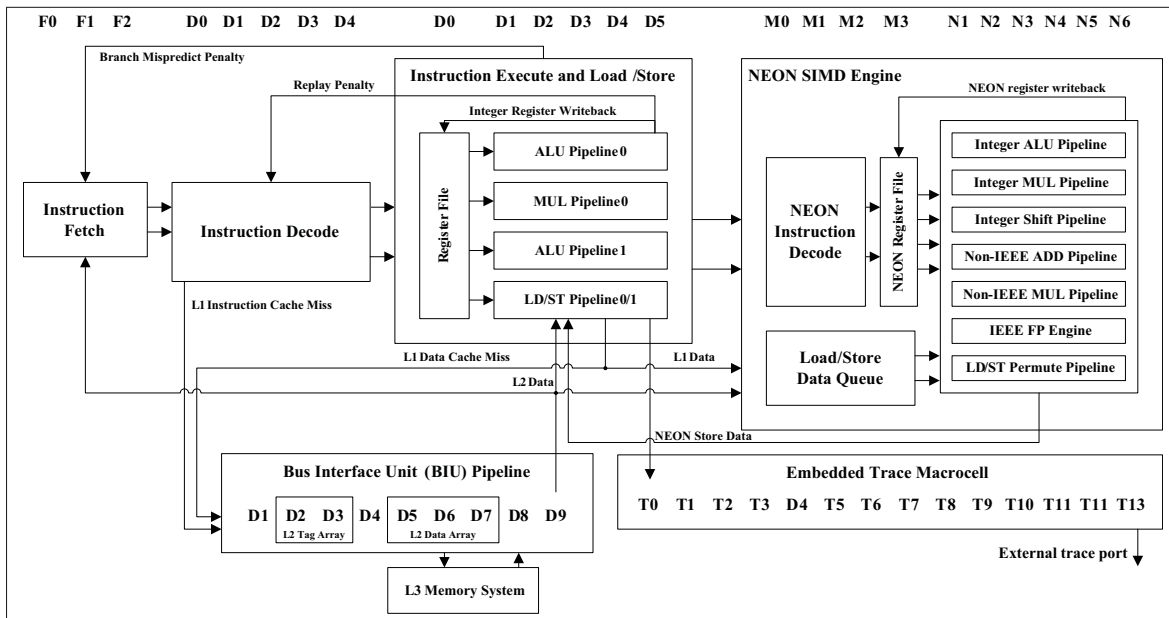 F0 F1 F2 D0 D1 D2 D3 D4 D0 D1 D2 D3 D4 D5 M0 M1 M2 M3 N1 N2 N3 N4 N5 N6
Branch Mispredict Penalty
Replay Penalty
Instruction Execute and Load /Store
Integer Register Writeback
Register File
ALU Pipeline 0
MUL Pipeline 0
ALU Pipeline 1
LD/ST Pipeline 0/1
Instruction
Fetch
Instruction Decode
L1 Instruction Cache Miss
L1 Data Cache Miss
L1 Data
L2 Data
NEON Store Data
NEON SIMD Engine
NEON register writeback
NEON
Instruction
Decode
NEON Register File
Integer ALU Pipeline
Integer MUL Pipeline
Integer Shift Pipeline
Non-IEEE ADD Pipeline
Non-IEEE MUL Pipeline
IEEE FP Engine
LD/ST Permute Pipeline
Load/Store
Data Queue
Bus Interface Unit (BIU) Pipeline
D1 D2 D3 D4 D5 D6 D7 D8 D9
L2 Tag Array
L2 Data Array
L3 Memory System
Embedded Trace Macrocell
T0 T1 T2 T3 D4 T5 T6 T7 T8 T9 T10 T11 T11 T13
External trace port